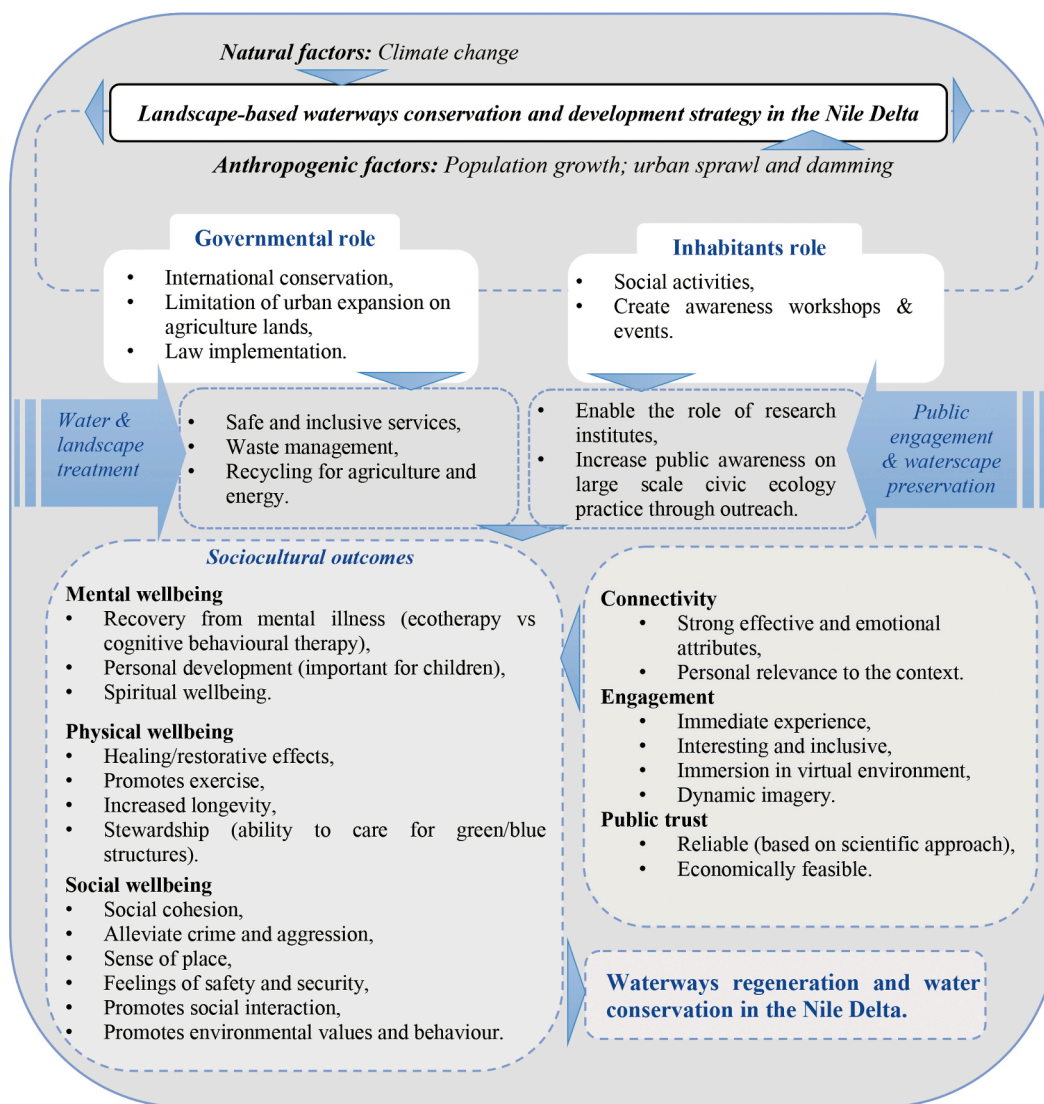 Natural factors: Climate change
Landscape-based waterways conservation and development strategy in the Nile Delta
Anthropogenic factors: Population growth; urban sprawl and damming
Governmental role
• International conservation,
• Limitation of urban expansion on
agriculture lands,
• Law implementation.
Inhabitants role
• Social activities,
• Create awareness workshops &
events.
Water &
landscape
treatment
• Safe and inclusive services,
• Waste management,
• Recycling for agriculture and
energy.
• Enable the role of research
institutes,
• Increase public awareness on
large scale civic ecology
practice through outreach.
Public
engagement
& waterscape
preservation
Sociocultural outcomes
Mental wellbeing
• Recovery from mental illness (ecotherapy vs
cognitive behavioural therapy),
• Personal development (important for children),
• Spiritual wellbeing.
Physical wellbeing
• Healing/restorative effects,
• Promotes exercise,
• Increased longevity,
• Stewardship (ability to care for green/blue
structures).
Social wellbeing
• Social cohesion,
• Alleviate crime and aggression,
• Sense of place,
• Feelings of safety and security,
• Promotes social interaction,
• Promotes environmental values and behaviour.
Connectivity
• Strong effective and emotional
attributes,
• Personal relevance to the context.
Engagement
• Immediate experience,
• Interesting and inclusive,
• Immersion in virtual environment,
• Dynamic imagery.
Public trust
• Reliable (based on scientific approach),
• Economically feasible.
Waterways regeneration and water
conservation in the Nile Delta.